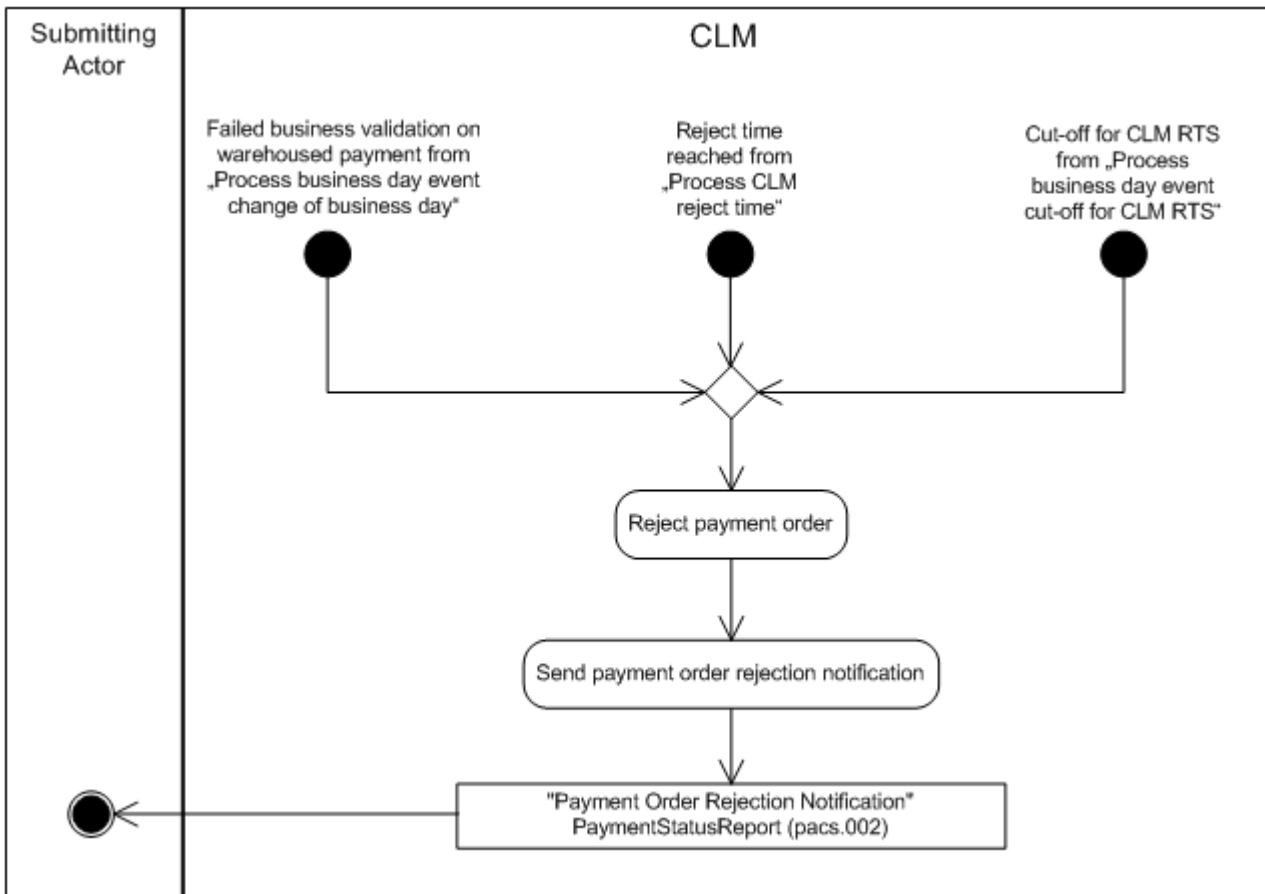 Submitting
Actor
CLM
Failed business validation on
warehoused payment from
„Process business day event
change of business day“
Reject time
reached from
„Process CLM
reject time“
Cut-off for CLM RTS
from „Process
business day event
cut-off for CLM RTS“
Reject payment order
Send payment order rejection notification
"Payment Order Rejection Notification“
PaymentStatusReport (pacs.002)